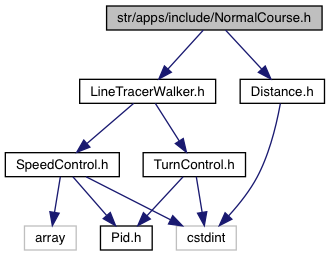 str/apps/include/NormalCourse.h
LineTracerWalker.h
Distance.h
SpeedControl.h
TurnControl.h
array
Pid.h
cstdint